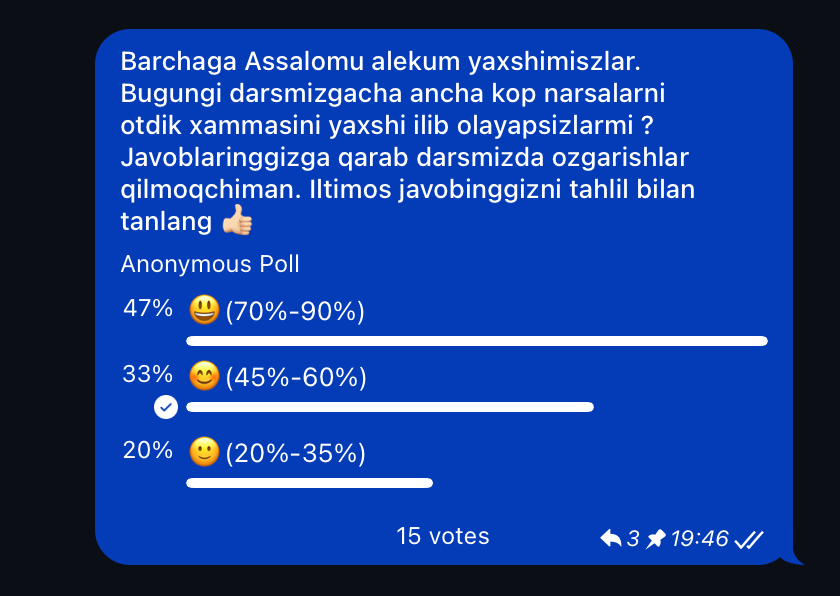 Barchaga Assalomu alekum yaxshimiszlar.
Bugungi darsmizgacha ancha kop narsalarni
otdik xammasini yaxshi ilib olayapsizlarmi ?
Javoblaringgizga qarab darsmizda ozgarishlar
qilmoqchiman. Iltimos javobinggizni tahlil bilan
tanlang 👍🏻
Anonymous Poll
47% 😃(70%-90%)
33% 😊(45%-60%)
20% 🙂(20%-35%)
15 votes
3 19:46